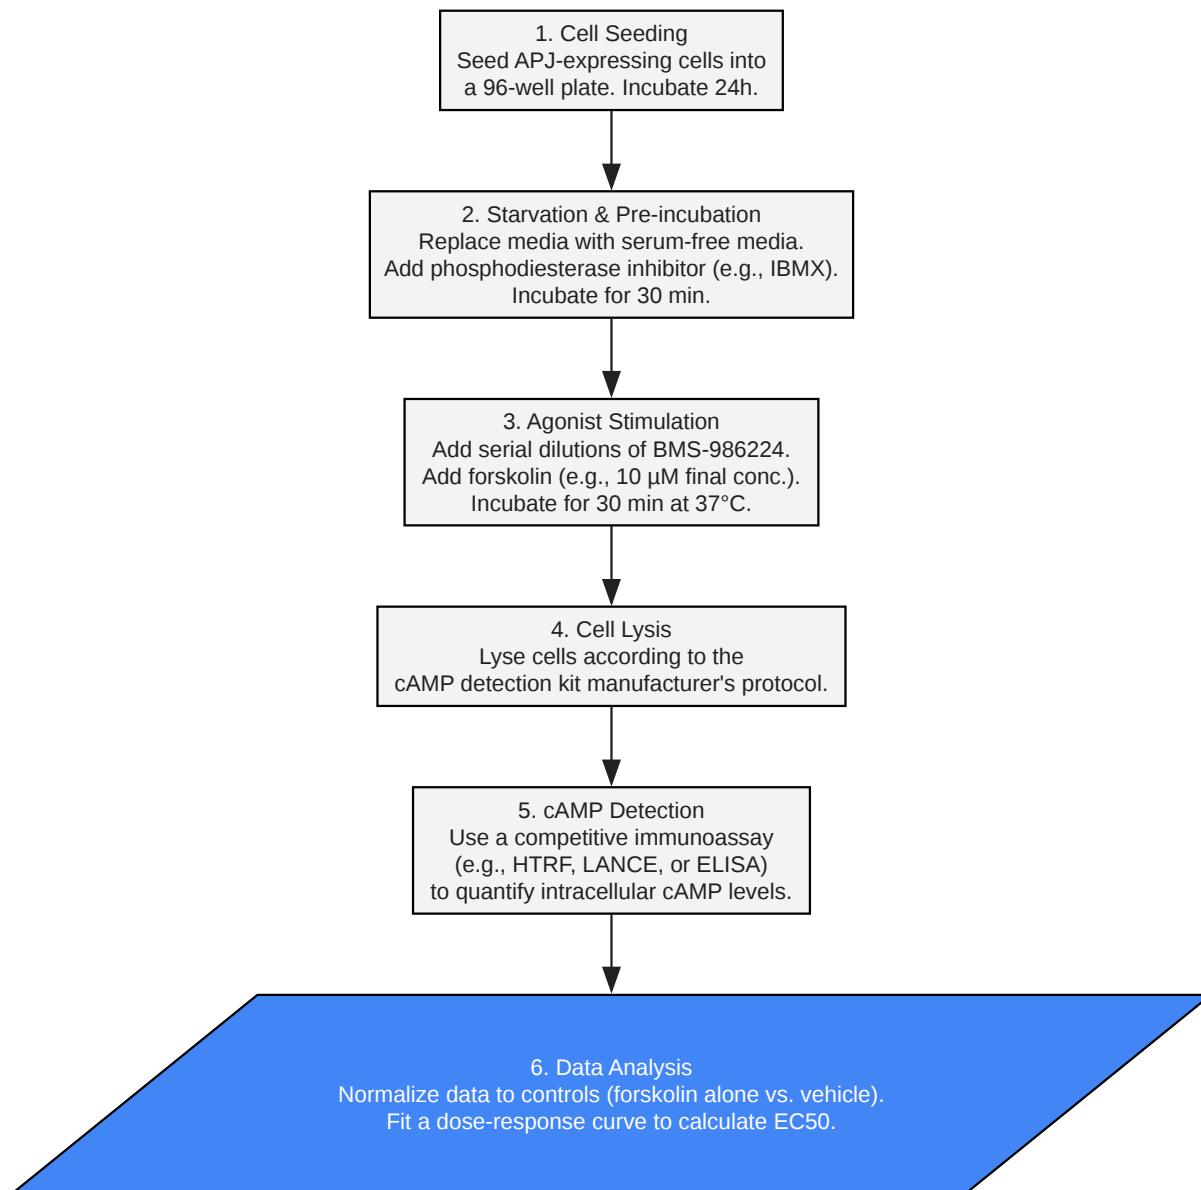 1. Cell Seeding
Seed APJ-expressing cells into
a 96-well plate. Incubate 24h.
2. Starvation & Pre-incubation
Replace media with serum-free media.
Add phosphodiesterase inhibitor (e.g., IBMX).
Incubate for 30 min.
3. Agonist Stimulation
Add serial dilutions of BMS-986224.
Add forskolin (e.g., 10 µM final conc.).
Incubate for 30 min at 37°C.
4. Cell Lysis
Lyse cells according to the
cAMP detection kit manufacturer's protocol.
5. cAMP Detection
Use a competitive immunoassay
(e.g., HTRF, LANCE, or ELISA)
to quantify intracellular cAMP levels.
6. Data Analysis
Normalize data to controls (forskolin alone vs. vehicle).
Fit a dose-response curve to calculate EC50.